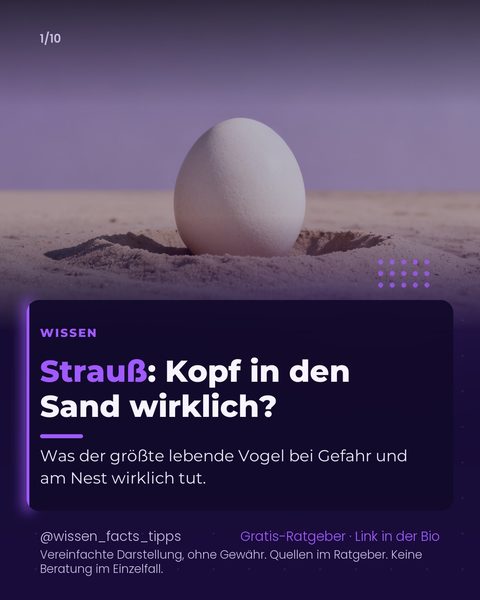 1/10
WISSEN
Strauß: Kopf in den
Sand wirklich?
Was der größte lebende Vogel bei Gefahr und
am Nest wirklich tut.
@wissen_facts_tipps
Gratis-Ratgeber · Link in der Bio
Vereinfachte Darstellung, ohne Gewähr. Quellen im Ratgeber. Keine
Beratung im Einzelfall.